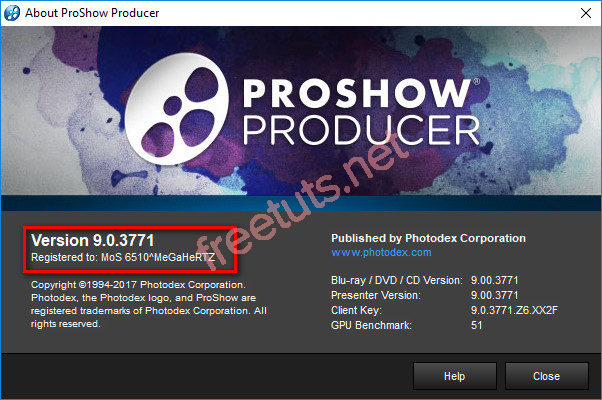 About ProShow Producer
PROSHOW®
PRODUCER
freetuts.net
Version 9.0.3771
Registered to: MoS 6510^MeGaHeRTZ
Copyright ©1994-2017 Photodex Corporation.
Photodex, the Photodex logo, and ProShow are
registered trademarks of Photodex Corporation. All
rights reserved.
Published by Photodex Corporation
www.photodex.com
Blu-ray / DVD / CD Version: 9.00.3771
Presenter Version: 9.00.3771
Client Key: 9.0.3771.Z6.XX2F
GPU Benchmark: 51
Help
Close